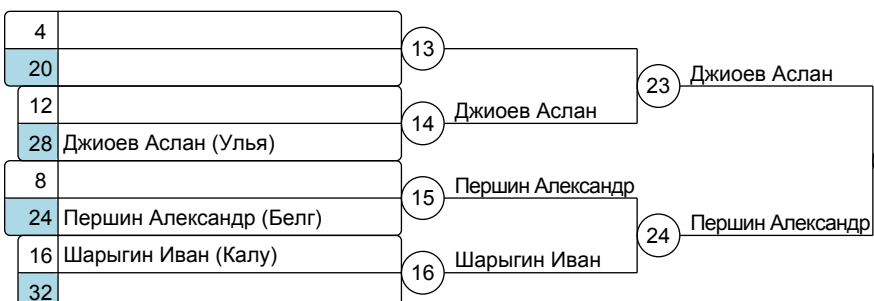 4
13
20
23 Джиоев Аслан
12
14 Джиоев Аслан
28 Джиоев Аслан (Улья)
8
15 Першин Александр
24 Першин Александр (Белг)
24 Першин Александр
16 Шарыгин Иван (Калу)
16 Шарыгин Иван
32